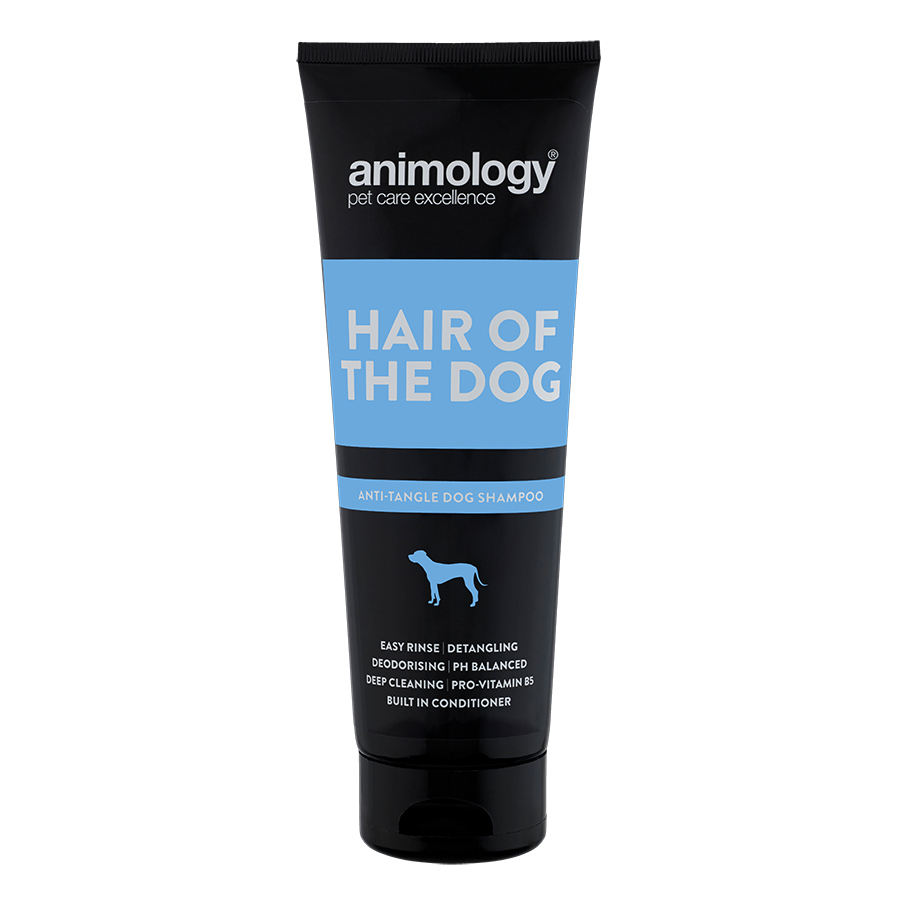 animology®
pet care excellence
HAIR OF
THE DOG
ANTI-TANGLE DOG SHAMPOO
EASY RINSE | DETANGLING
DEODORISING | PH BALANCED
DEEP CLEANING | PRO-VITAMIN B5
BUILT IN CONDITIONER